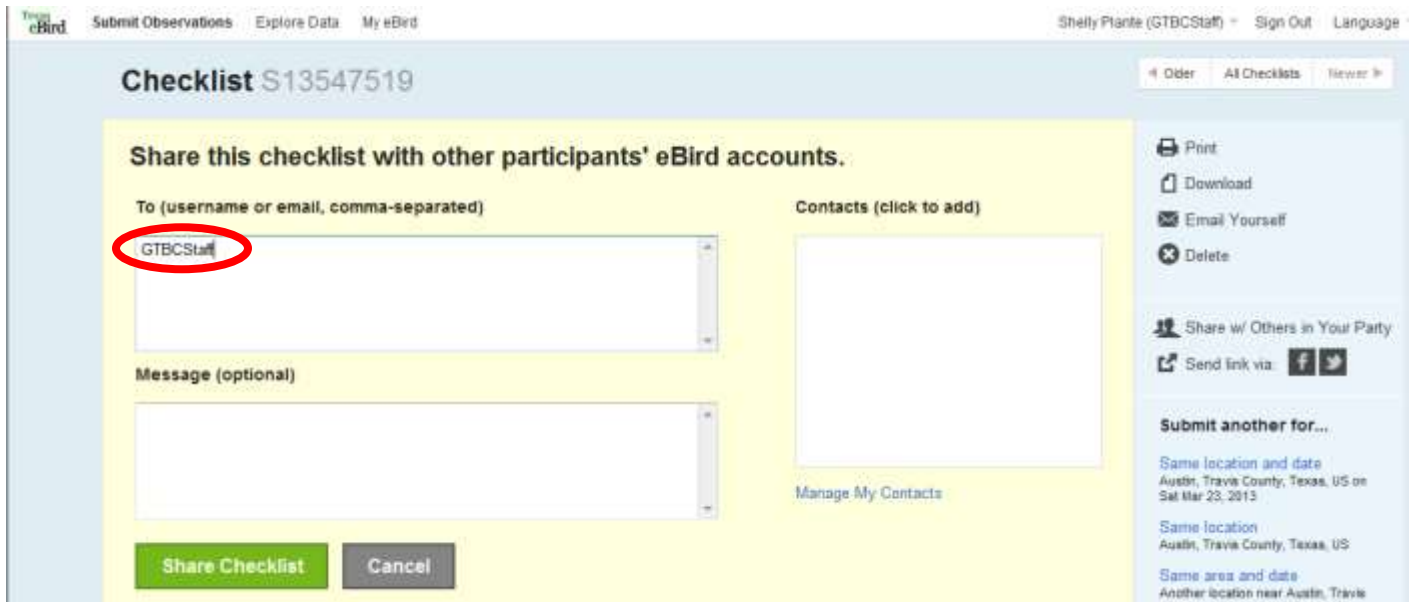 Texas
eBird
Submit Observations Explore Data My eBird
Shelly Plante (GTBCStaff) Sign Out Language
Checklist S13547519
Older All Checklists Newer
Share this checklist with other participants' eBird accounts.
To (username or email, comma-separated)
GTBCStaff
Contacts (click to add)
Message (optional)
Manage My Contacts
Share Checklist Cancel
Print
Download
Email Yourself
Delete
Share w/ Others in Your Party
Send link via:
Submit another for...
Same location and date
Austin, Travis County, Texas, US on
Sat Mar 23, 2013
Same location
Austin, Travis County, Texas, US
Same area and date
Another location near Austin, Travis